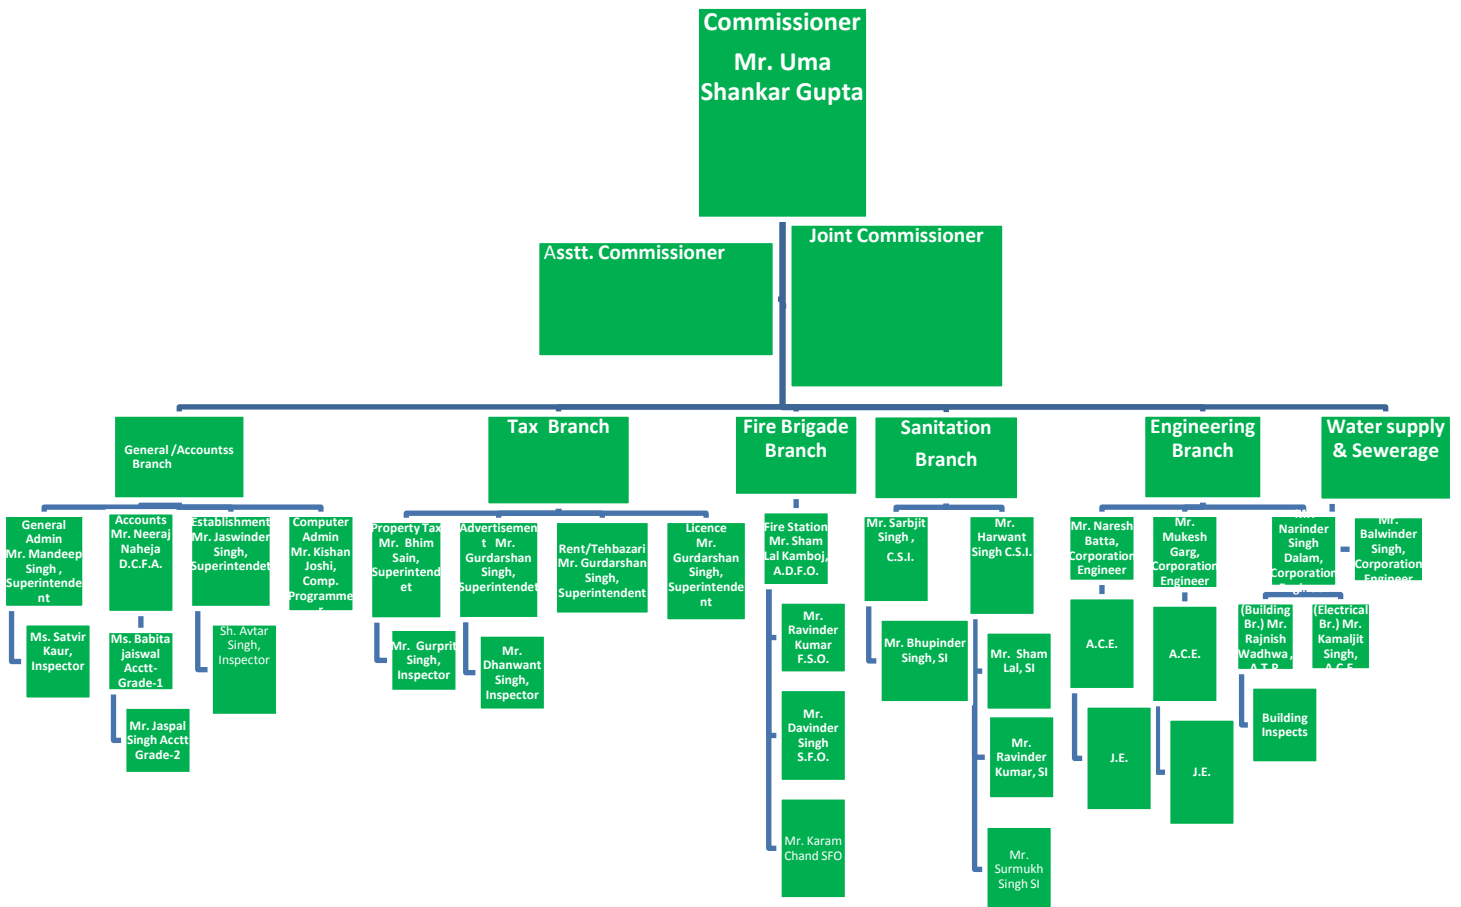 Commissioner
Mr. Uma
Shankar Gupta
Asstt. Commissioner
Joint Commissioner
General /Accountss
Branch
Tax Branch
Fire Brigade
Branch
Sanitation
Branch
Engineering
Branch
Water supply
& Sewerage
General
Admin
Mr. Mandeep
Singh ,
Superintende
nt
Accounts
Mr. Neeraj
Naheja
D.C.F.A.
Establishment
Mr. Jaswinder
Singh,
Superintendet
Computer
Admin
Mr. Kishan
Joshi,
Comp.
Programme
r
Property Tax
Mr. Bhim
Sain,
Superintend
et
Advertisemen
t Mr.
Gurdarshan
Singh,
Superintendet
Rent/Tehbazari
Mr. Gurdarshan
Singh,
Superintendent
Licence
Mr.
Gurdarshan
Singh,
Superintende
nt
Fire Station
Mr. Sham
Lal Kamboj,
A.D.F.O.
Mr. Sarbjit
Singh ,
C.S.I.
Mr.
Harwant
Singh C.S.I.
Mr. Naresh
Batta,
Corporation
Engineer
Mr.
Mukesh
Garg,
Corporation
Engineer
Narinder
Singh
Dalam,
Corporation
Mr.
Balwinder
Singh,
Corporation
Engineer
Ms. Satvir
Kaur,
Inspector
Ms. Babita
jaiswal
Acctt-
Grade-1
Mr. Jaspal
Singh Acctt
Grade-2
Sh. Avtar
Singh,
Inspector
Mr. Gurprit
Singh,
Inspector
Mr.
Dhanwant
Singh,
Inspector
Mr.
Ravinder
Kumar
F.S.O.
Mr.
Davinder
Singh
S.F.O.
Mr. Karam
Chand SFO
Mr. Bhupinder
Singh, SI
Mr. Sham
Lal, SI
Mr.
Ravinder
Kumar, SI
Mr.
Surmukh
Singh SI
A.C.E.
J.E.
A.C.E.
J.E.
(Building
Br.) Mr.
Rajnish
Wadhwa ,
A.T.P.
(Electrical
Br.) Mr.
Kamaljit
Singh,
A.C.E.
Building
Inspects